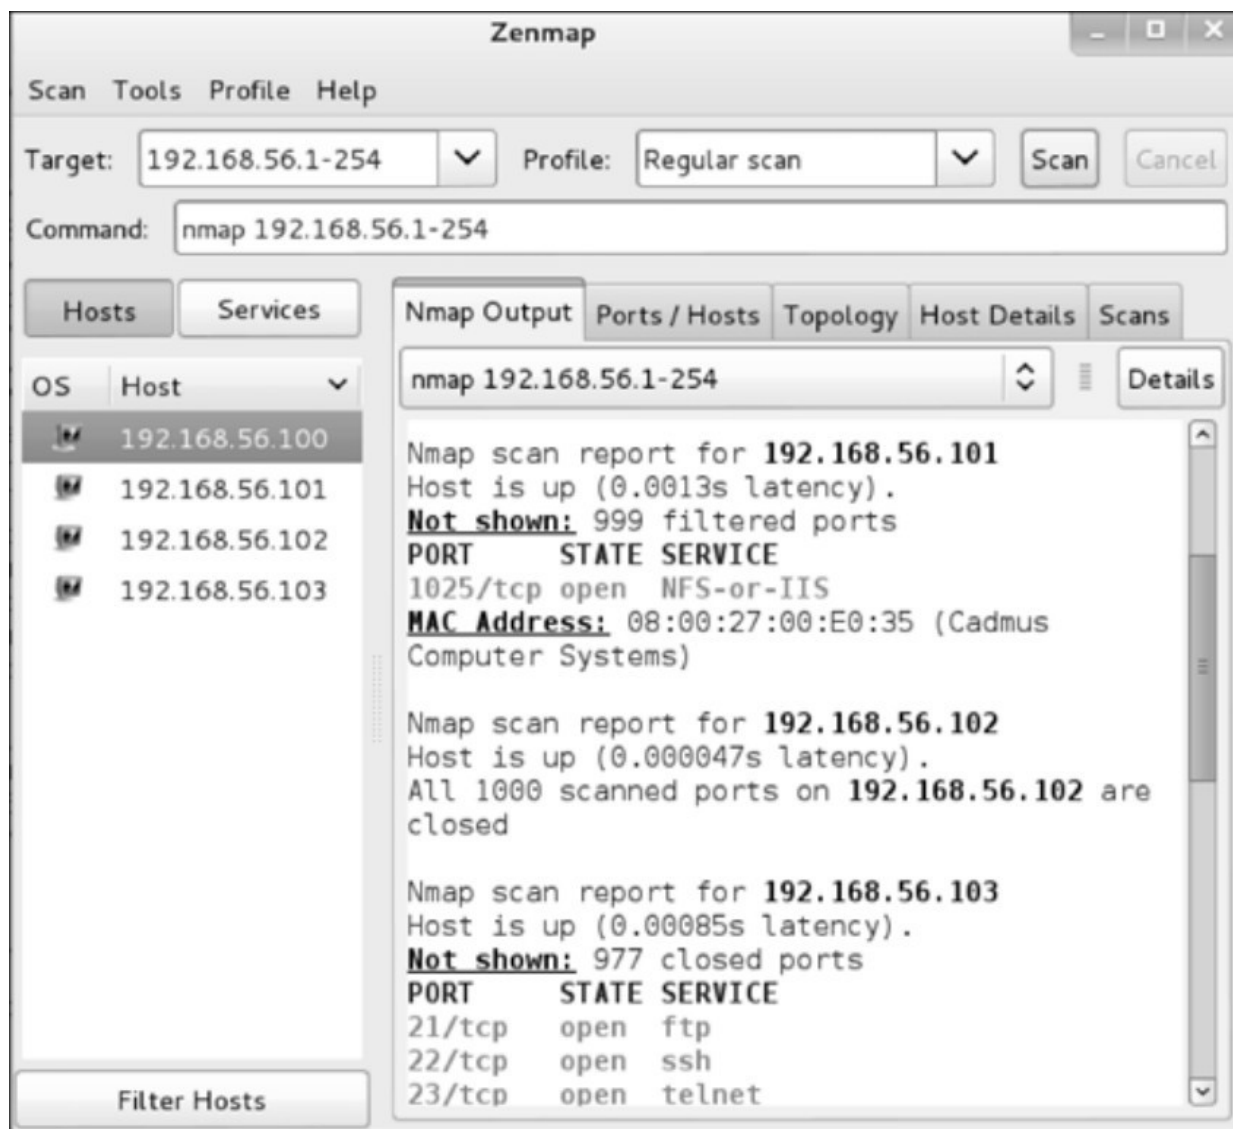 Zenmap
Scan Tools Profile Help
Target: 192.168.56.1-254 Profile: Regular scan Scan Cancel
Command: nmap 192.168.56.1-254
Hosts Services
Nmap Output Ports / Hosts Topology Host Details Scans
OS Host
192.168.56.100
192.168.56.101
192.168.56.102
192.168.56.103
Filter Hosts
nmap 192.168.56.1-254 Details
Nmap scan report for 192.168.56.101
Host is up (0.0013s latency).
Not shown: 999 filtered ports
PORT STATE SERVICE
1025/tcp open NFS-or-IIS
MAC Address: 08:00:27:00:E0:35 (Cadmus
Computer Systems)
Nmap scan report for 192.168.56.102
Host is up (0.000047s latency).
All 1000 scanned ports on 192.168.56.102 are
closed
Nmap scan report for 192.168.56.103
Host is up (0.00085s latency).
Not shown: 977 closed ports
PORT STATE SERVICE
21/tcp open ftp
22/tcp open ssh
23/tcp open telnet